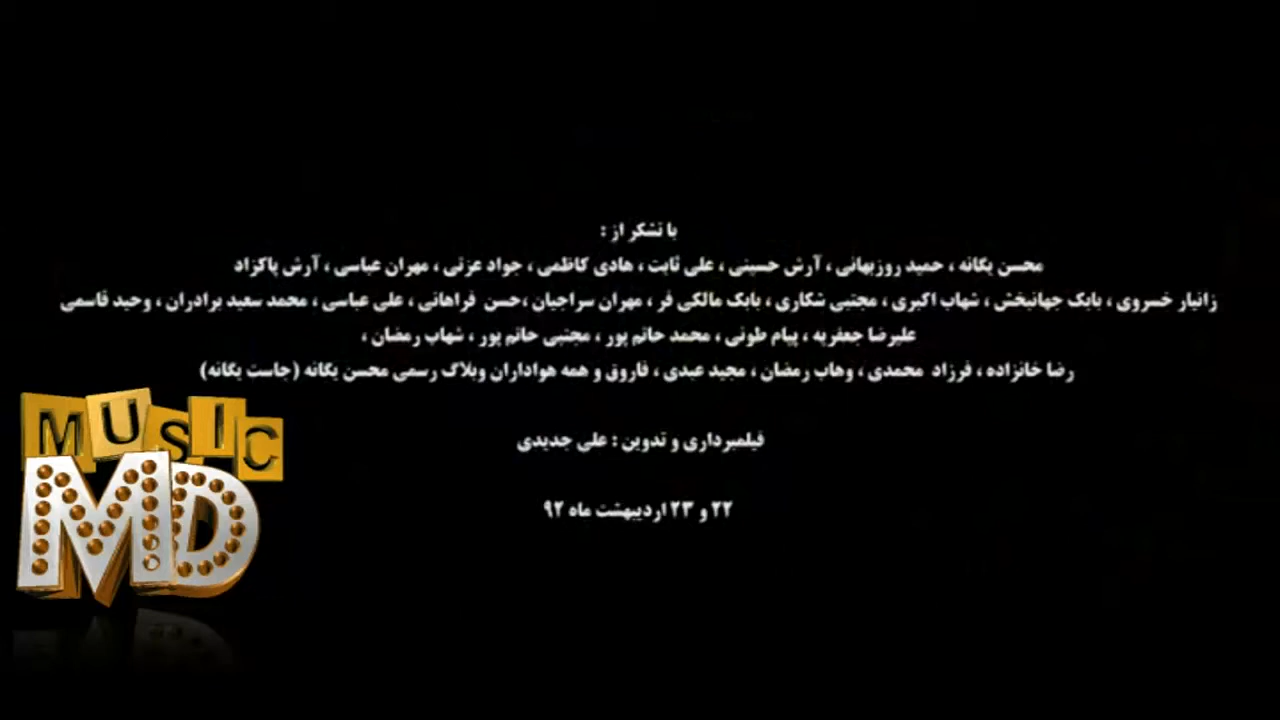 با تشکر از :
محسن یگانه ، حمید روزبهانی ، آرش حسینی ، علی ثابت ، هادی کاظمی ، جواد عزتی ، مهران عباسی ، آرش پاکزاد
زانیار خسروی ، بابک جهانبخش ، شهاب اکبری ، مجتبی شکاری ، بابک مالکی فر ، مهران سراجیان ،حسن فراهانی ، علی عباسی ، محمد سعید برادران ، وحید قاسمی
علیرضا جعفریه ، پیام طونی ، محمد حاتم پور ، مجتبی حاتم پور ، شهاب رمضان ،
رضا خانزاده ، فرزاد محمدی ، وهاب رمضان ، مجید عبدی ، فاروق و همه هواداران وبلاگ رسمی محسن یگانه (جاست یگانه)
فیلمبرداری و تدوین : علی جدیدی
۲۲ و ۲۳ اردیبهشت ماه ۹۲
MUSIC
MD